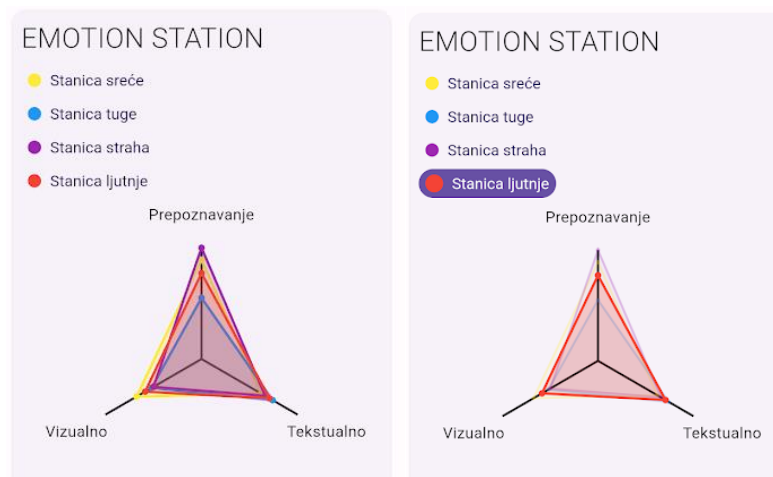 EMOTION STATION
Stanica sreće
Stanica tuge
Stanica straha
Stanica ljutnje
Prepoznavanje
Vizualno
Tekstualno
EMOTION STATION
Stanica sreće
Stanica tuge
Stanica straha
Stanica ljutnje
Prepoznavanje
Vizualno
Tekstualno